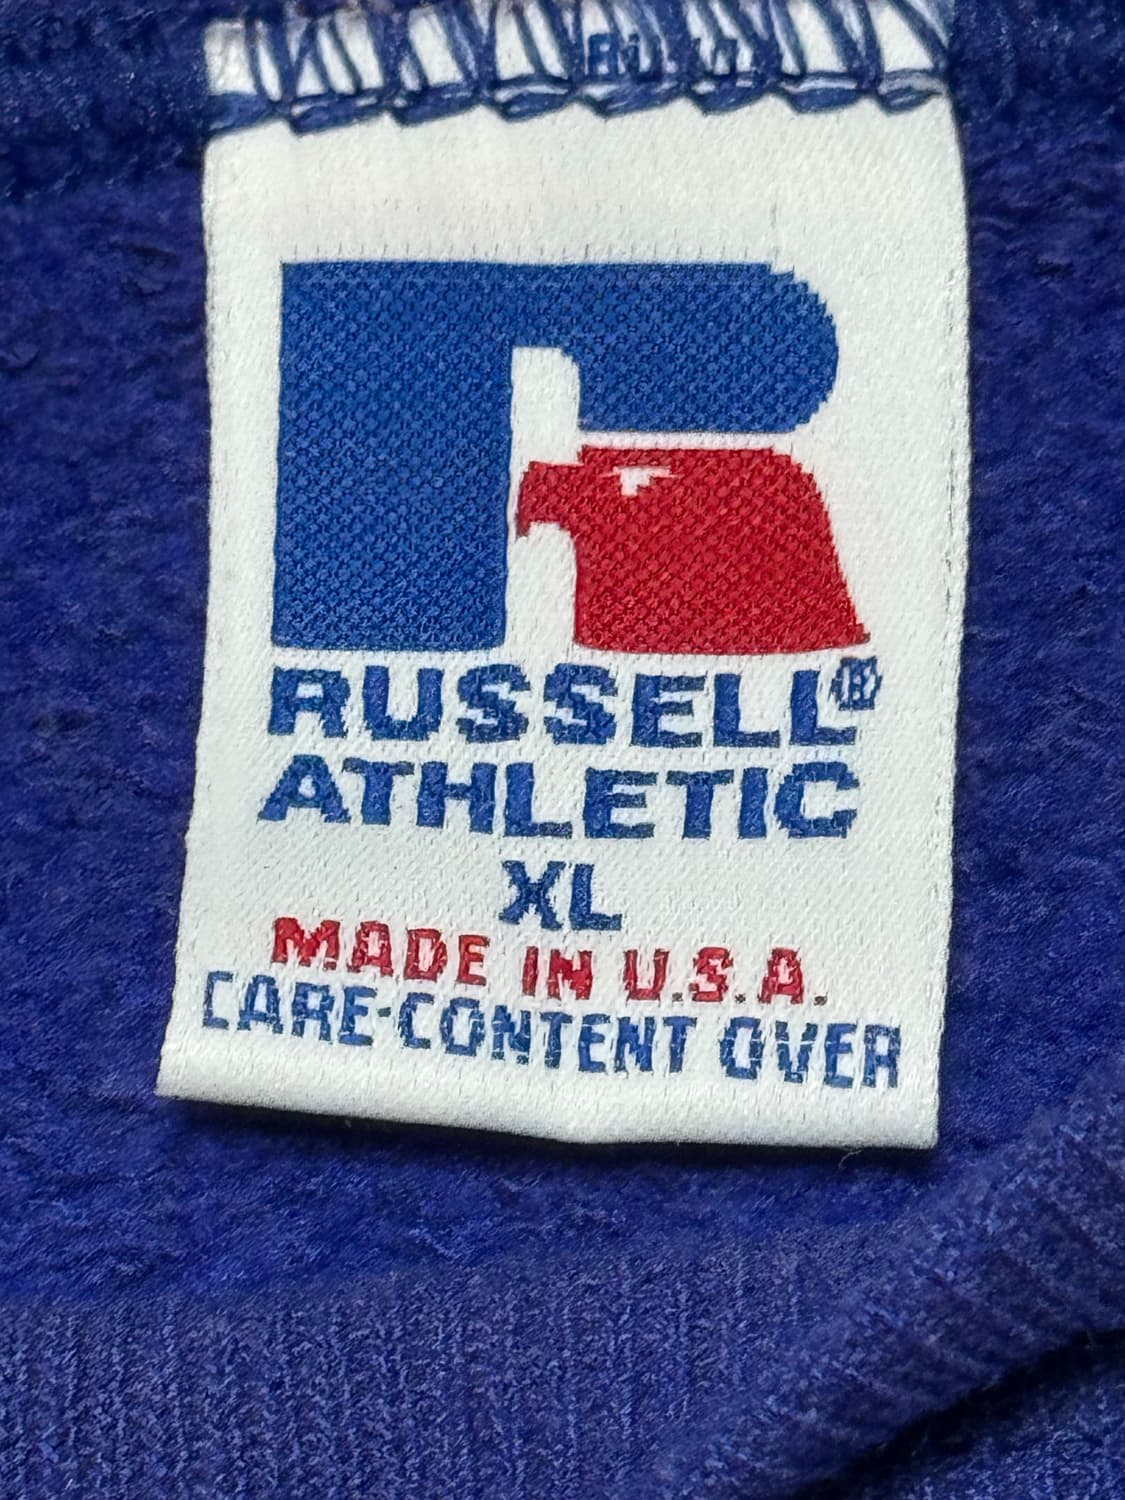 RUSSELL®
ATHLETIC
XL
MADE IN U.S.A.
CARE-CONTENT OVER